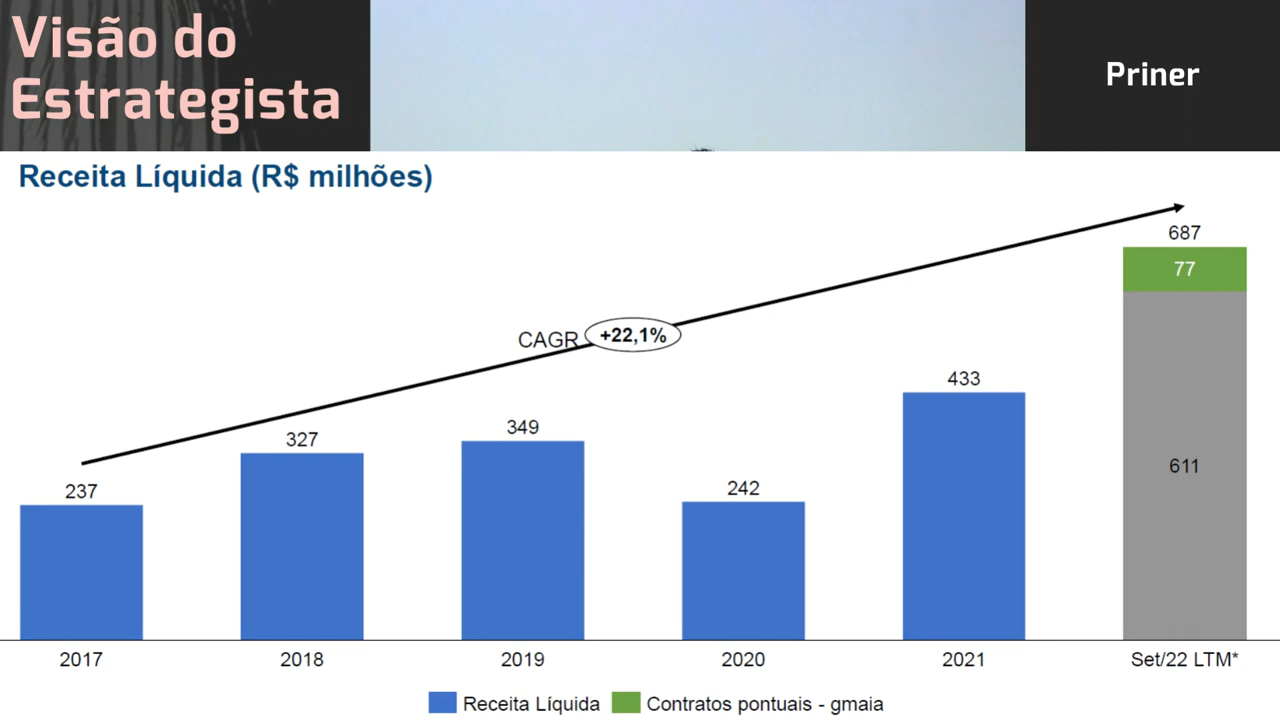 Visão do
Estrategista
Priner
Receita Líquida (R$ milhões)
687
77
CAGR +22,1%
433
349
327
611
237
242
2017 2018 2019 2020 2021 Set/22 LTM*
Receita Líquida Contratos pontuais - gmaia